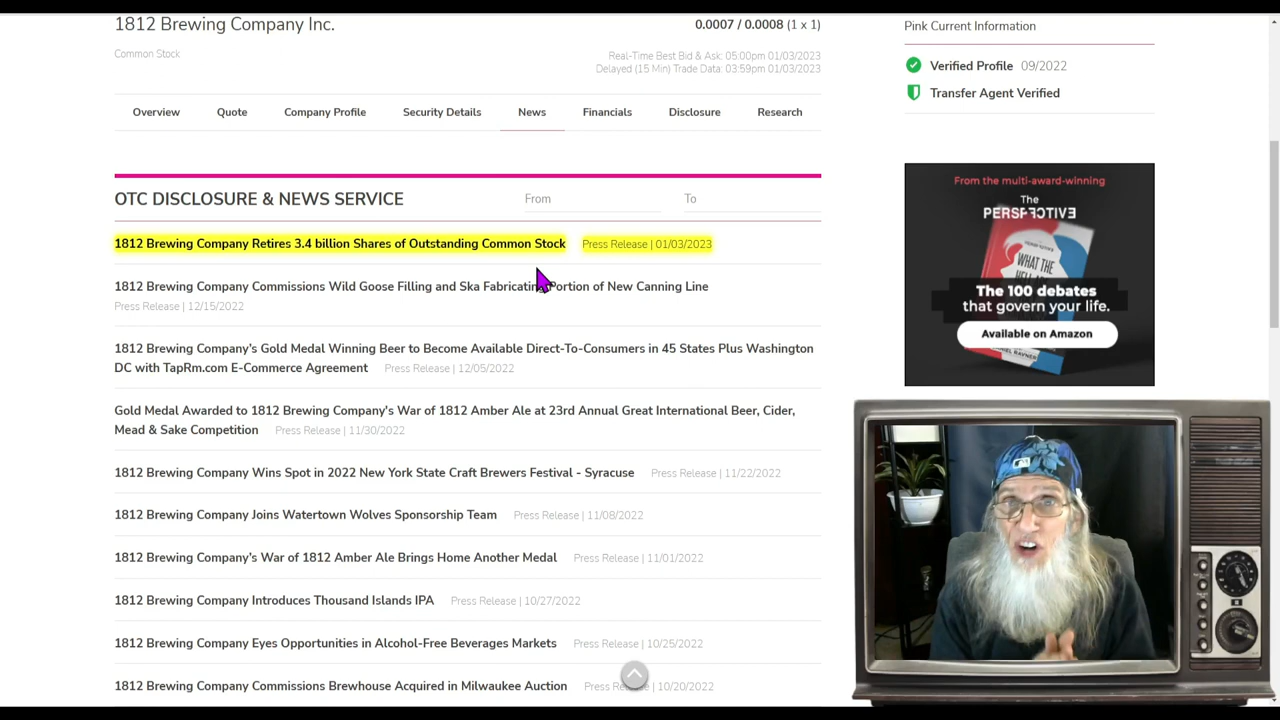 1812 Brewing Company Inc.
0.0007 / 0.0008 (1 x 1)
Common Stock
Real-Time Best Bid & Ask: 05:00pm 01/03/2023
Delayed (15 Min) Trade Data: 03:59pm 01/03/2023
Overview Quote Company Profile Security Details News Financials Disclosure Research
OTC DISCLOSURE & NEWS SERVICE From To
1812 Brewing Company Retires 3.4 billion Shares of Outstanding Common Stock Press Release | 01/03/2023
1812 Brewing Company Commissions Wild Goose Filling and Ska Fabricating Portion of New Canning Line
Press Release | 12/15/2022
1812 Brewing Company's Gold Medal Winning Beer to Become Available Direct-To-Consumers in 45 States Plus Washington
DC with TapRm.com E-Commerce Agreement Press Release | 12/05/2022
Gold Medal Awarded to 1812 Brewing Company's War of 1812 Amber Ale at 23rd Annual Great International Beer, Cider,
Mead & Sake Competition Press Release | 11/30/2022
1812 Brewing Company Wins Spot in 2022 New York State Craft Brewers Festival - Syracuse Press Release | 11/22/2022
1812 Brewing Company Joins Watertown Wolves Sponsorship Team Press Release | 11/08/2022
1812 Brewing Company's War of 1812 Amber Ale Brings Home Another Medal Press Release | 11/01/2022
1812 Brewing Company Introduces Thousand Islands IPA Press Release | 10/27/2022
1812 Brewing Company Eyes Opportunities in Alcohol-Free Beverages Markets Press Release | 10/25/2022
1812 Brewing Company Commissions Brewhouse Acquired in Milwaukee Auction Press Release | 10/20/2022
Pink Current Information
Verified Profile 09/2022
Transfer Agent Verified
From the multi-award-winning
The
PERSPECTIVE
WHAT THE
The 100 debates
that govern your life.
Available on Amazon